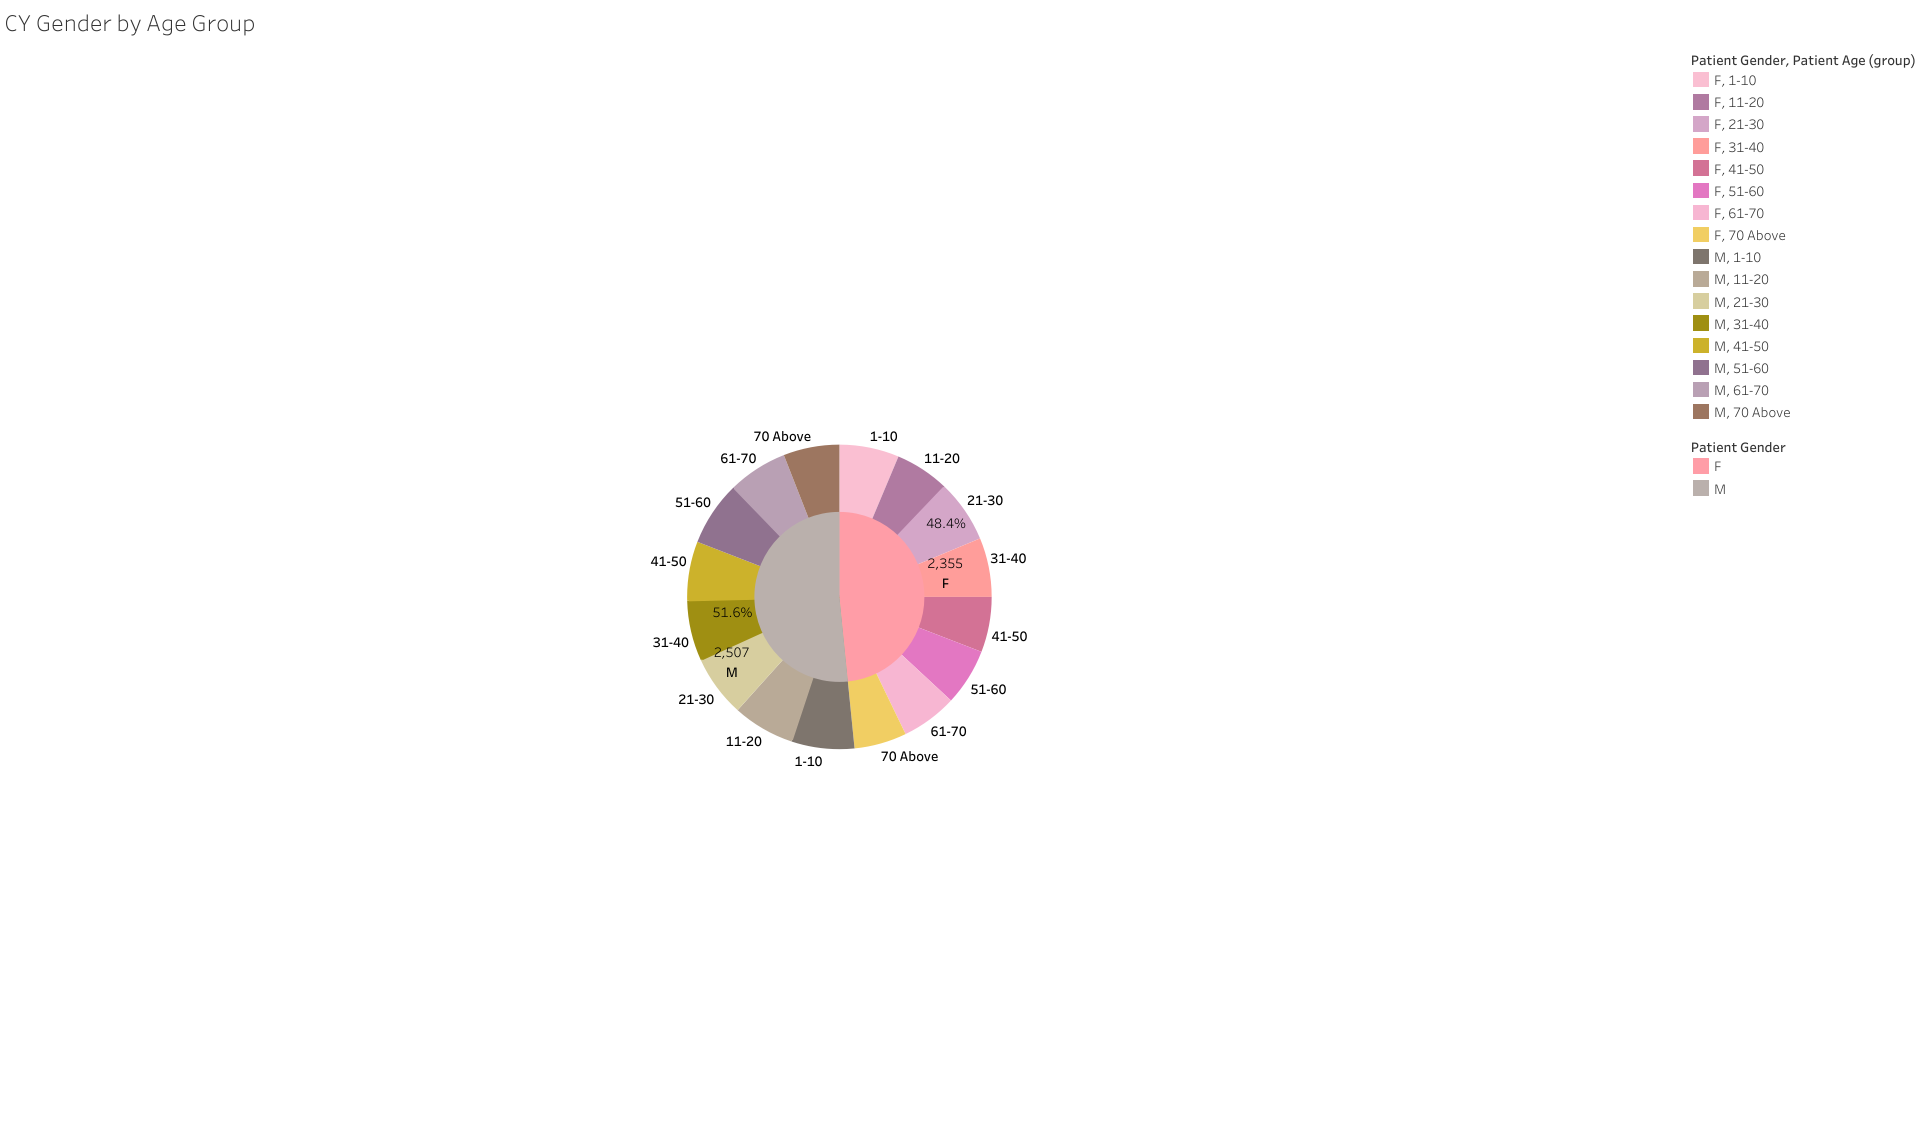 CY Gender by Age Group
Patient Gender, Patient Age (group)
F, 1-10
F, 11-20
F, 21-30
F, 31-40
F, 41-50
F, 51-60
F, 61-70
F, 70 Above
M, 1-10
M, 11-20
M, 21-30
M, 31-40
M, 41-50
M, 51-60
M, 61-70
M, 70 Above
Patient Gender
F
M
70 Above
1-10
61-70
11-20
51-60
21-30
48.4%
41-50
31-40
2,355
F
51.6%
31-40
41-50
2,507
M
21-30
51-60
11-20
61-70
1-10
70 Above